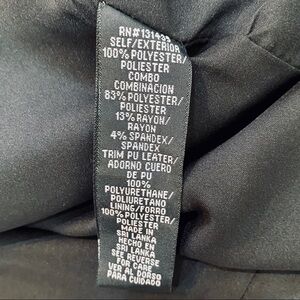 RN#131495
SELF/EXTERIOR
100% POLYESTER/
POLIESTER
COMBO
COMBINACION
83% POLYESTER/
POLIESTER
13% RAYON/
RAYON
4% SPANDEX/
SPANDEX
TRIM PU LEATER/
ADORNO CUERO
DE PU
100%
POLYURETHANE/
POLIURETANO
LINING/FORRO
100% POLYESTER/
POLIESTER
MADE IN
SRI LANKA
HECHO EN
SRI LANKA
SEE REVERSE
FOR CARE
VER AL DORSO
PARA CUIDADO